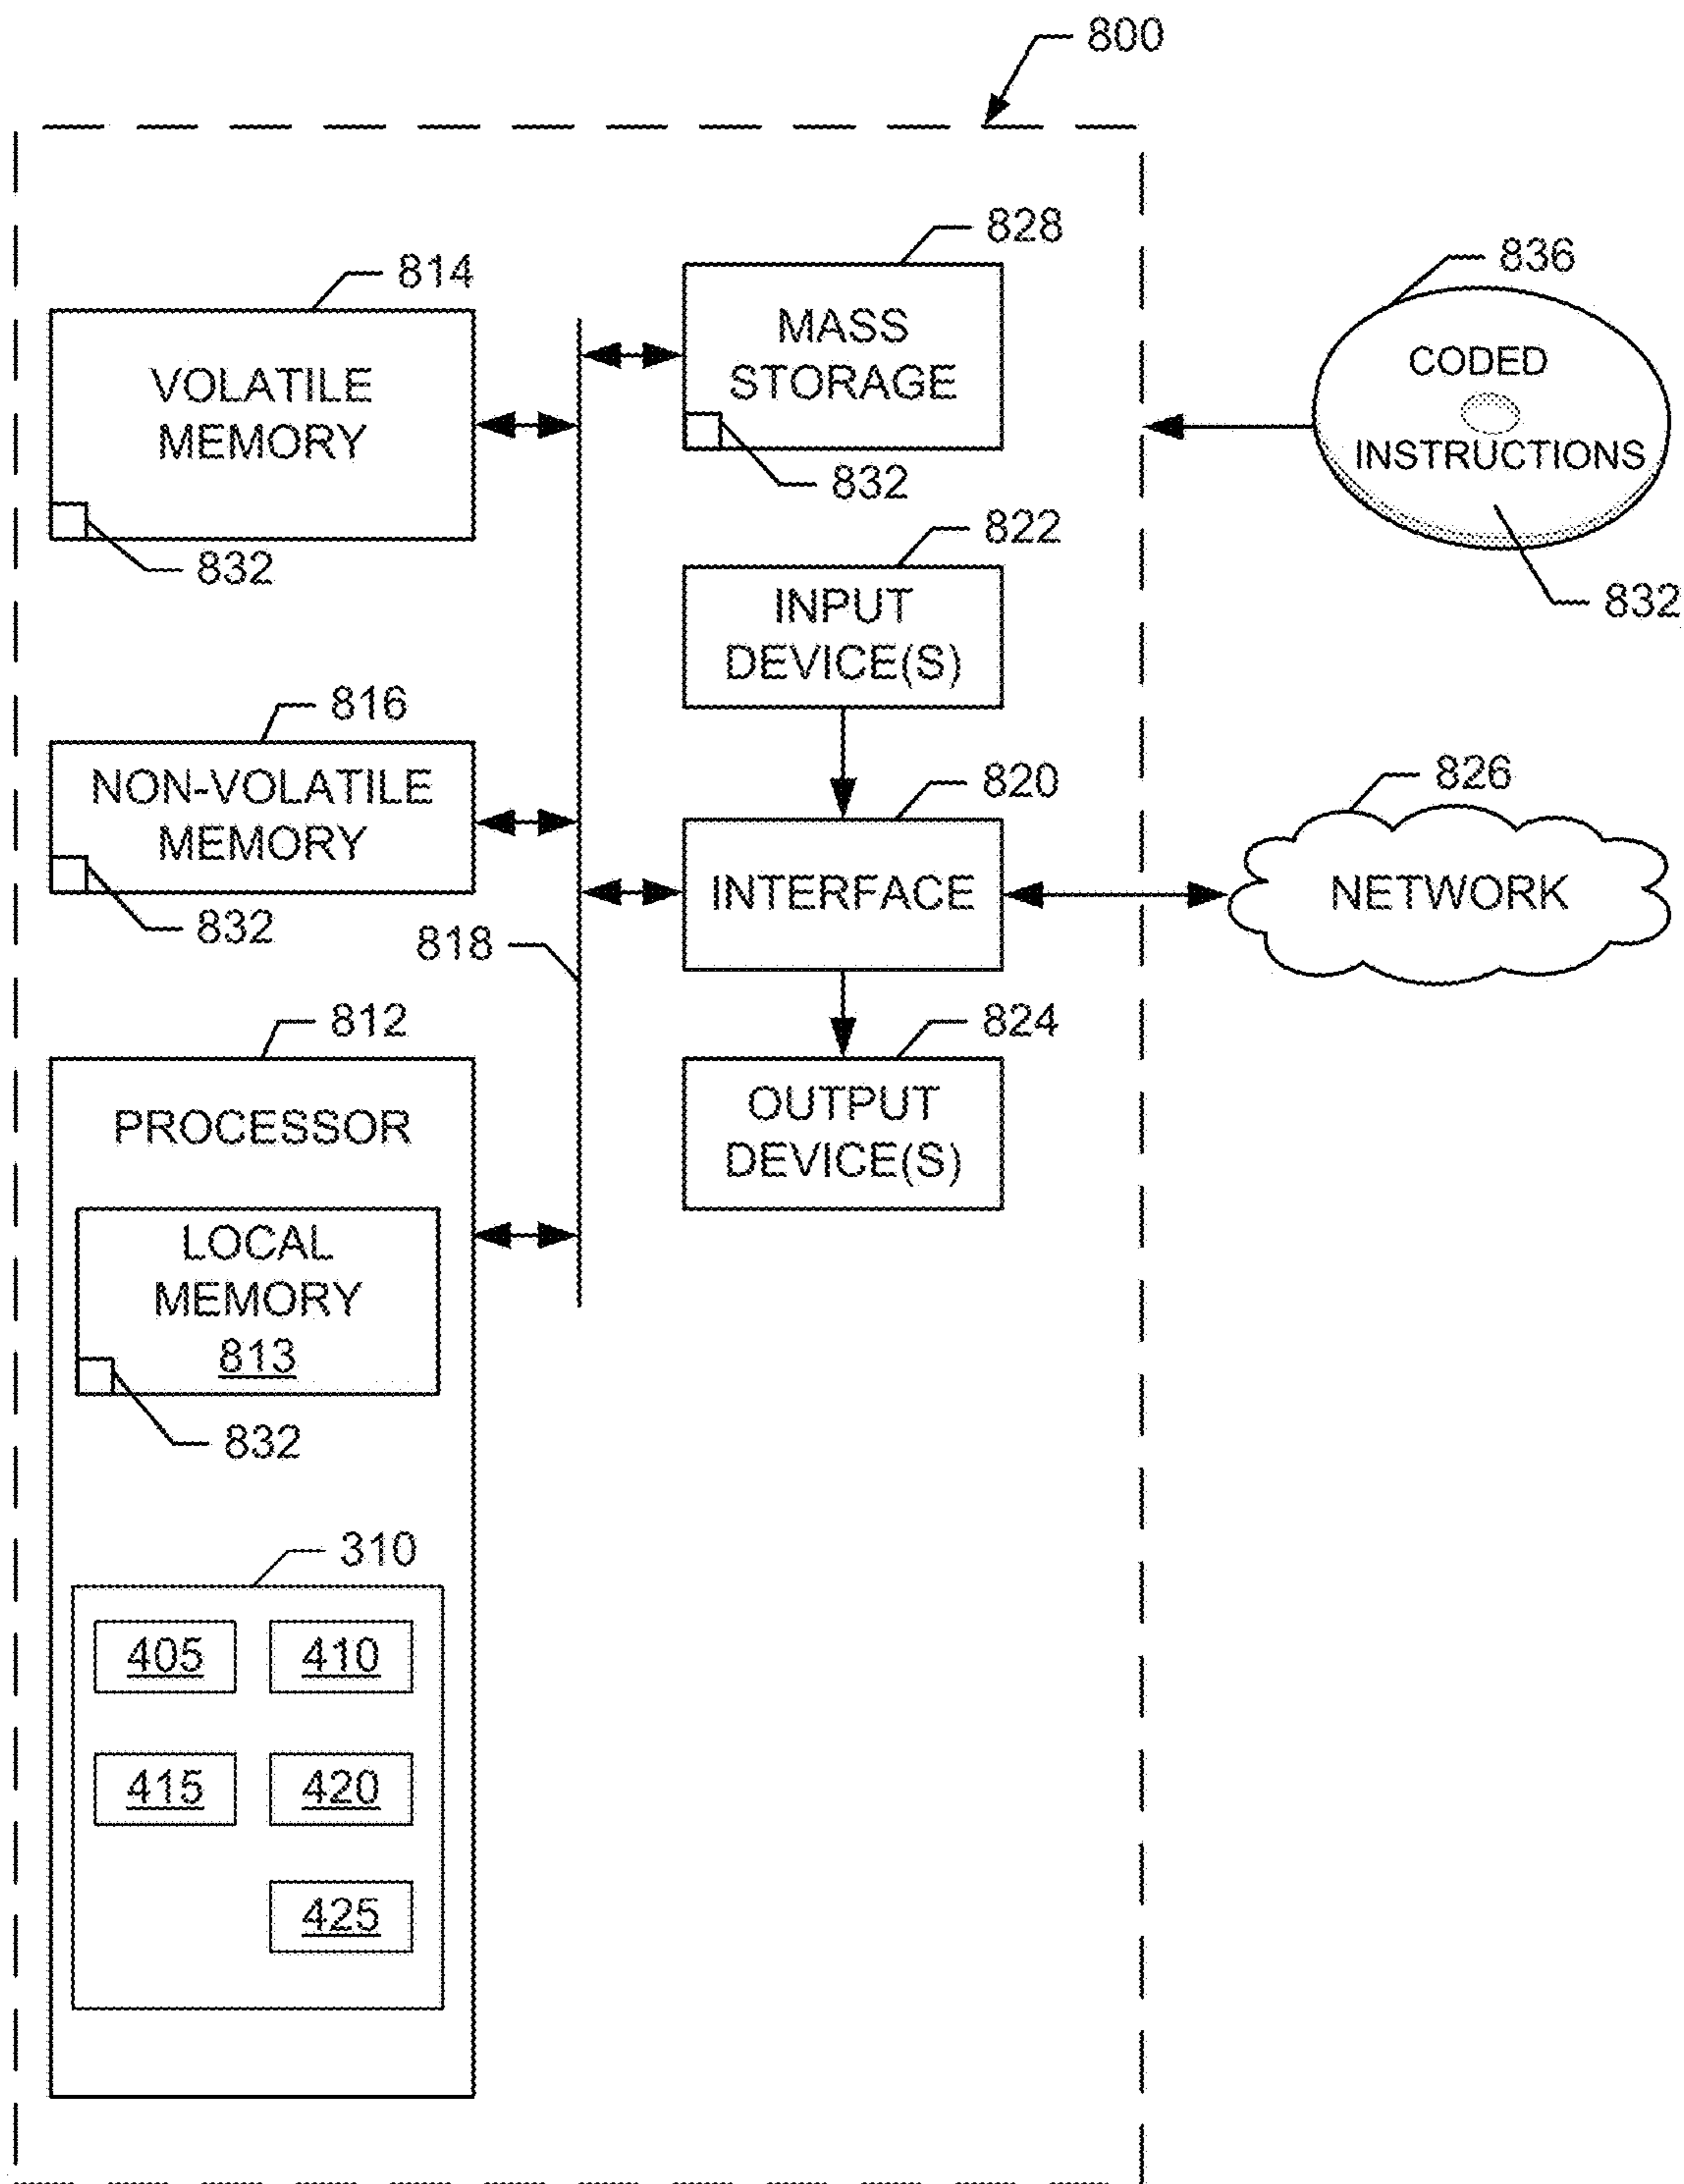 800
828
814
MASS
STORAGE
832
VOLATILE
MEMORY
832
836
CODED
INSTRUCTIONS
832
822
INPUT
DEVICE(S)
816
NON-VOLATILE
MEMORY
832
820
INTERFACE
826
NETWORK
818
812
PROCESSOR
LOCAL
MEMORY
813
832
824
OUTPUT
DEVICE(S)
310
405
410
415
420
425